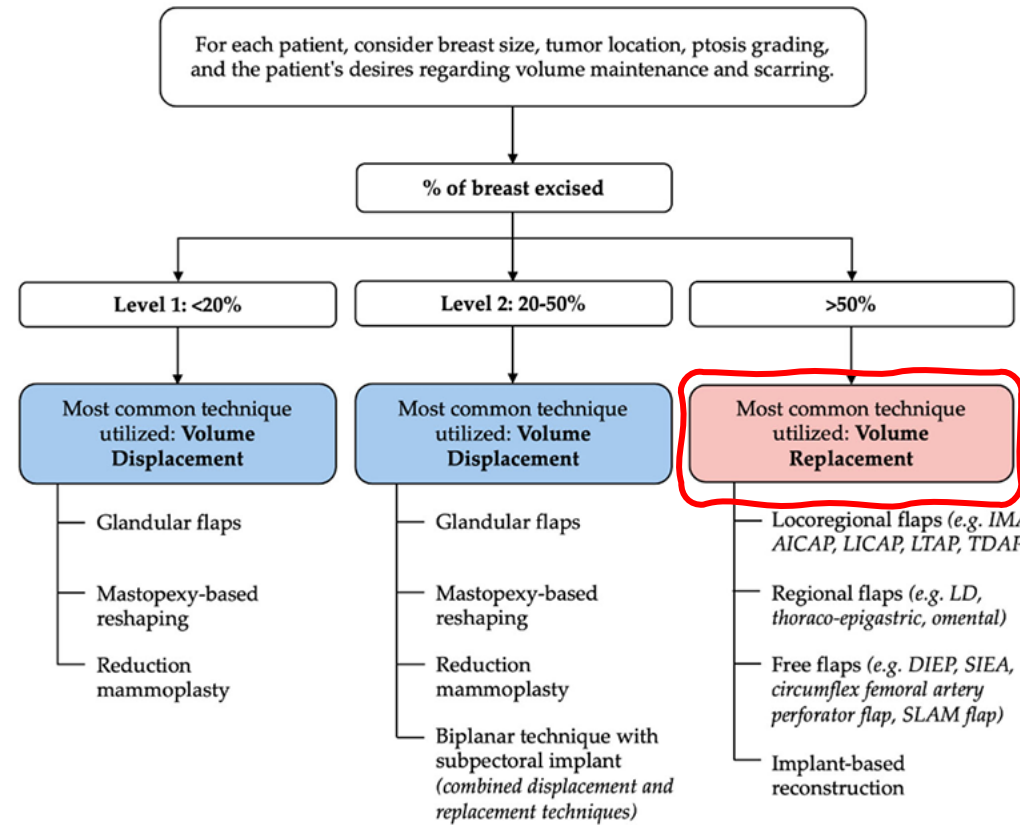 For each patient, consider breast size, tumor location, ptosis grading,
and the patient's desires regarding volume maintenance and scarring.
% of breast excised
Level 1: <20%
Level 2: 20-50%
>50%
Most common technique
utilized: Volume
Displacement
Most common technique
utilized: Volume
Displacement
Most common technique
utilized: Volume
Replacement
Glandular flaps
Mastopexy-based
reshaping
Reduction
mammoplasty
Glandular flaps
Mastopexy-based
reshaping
Reduction
mammoplasty
Biplanar technique with
subpectoral implant
(combined displacement and
replacement techniques)
Locoregional flaps (e.g.
AICAP, LICAP, LTAP,
Regional flaps (e.g. LD,
thoraco-epigastric, omental)
Free flaps (e.g. DIEP, SIEA,
circumflex femoral artery
perforator flap, SLAM flap)
Implant-based
reconstruction